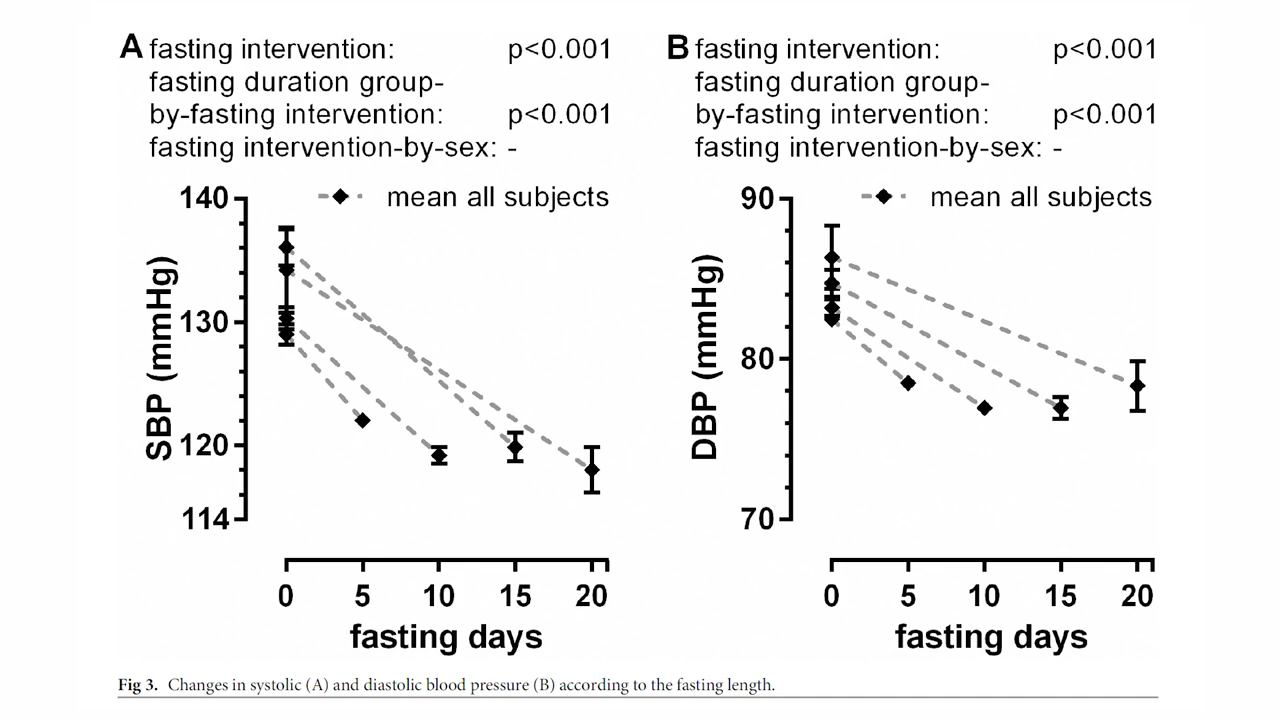 A fasting intervention: p<0.001
fasting duration group-
by-fasting intervention: p<0.001
fasting intervention-by-sex: -
mean all subjects
140
130
120
114
SBP (mmHg)
0 5 10 15 20
fasting days
B fasting intervention: p<0.001
fasting duration group-
by-fasting intervention: p<0.001
fasting intervention-by-sex: -
mean all subjects
90
80
70
DBP (mmHg)
0 5 10 15 20
fasting days
Fig 3. Changes in systolic (A) and diastolic blood pressure (B) according to the fasting length.